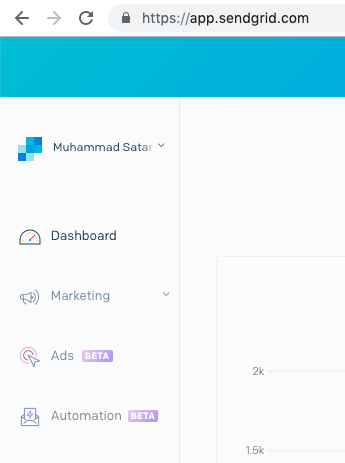 https://app.sendgrid.com
Muhammad Satar
Dashboard
Marketing
Ads BETA
2k
Automation BETA
1.5k